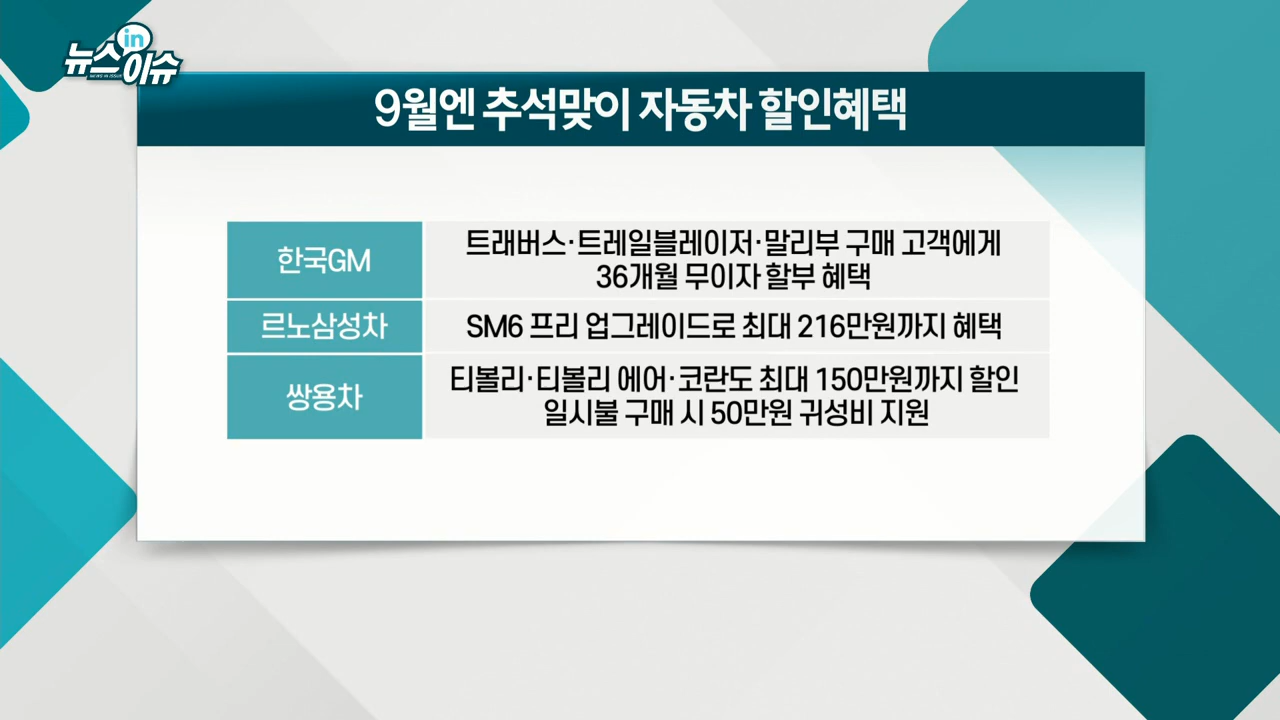 뉴스in이슈
NEWS IN ISSUE
9월엔 추석맞이 자동차 할인혜택
한국GM
트래버스·트레일블레이저·말리부 구매 고객에게
36개월 무이자 할부 혜택
르노삼성차
SM6 프리 업그레이드로 최대 216만원까지 혜택
쌍용차
티볼리·티볼리 에어·코란도 최대 150만원까지 할인
일시불 구매 시 50만원 귀성비 지원